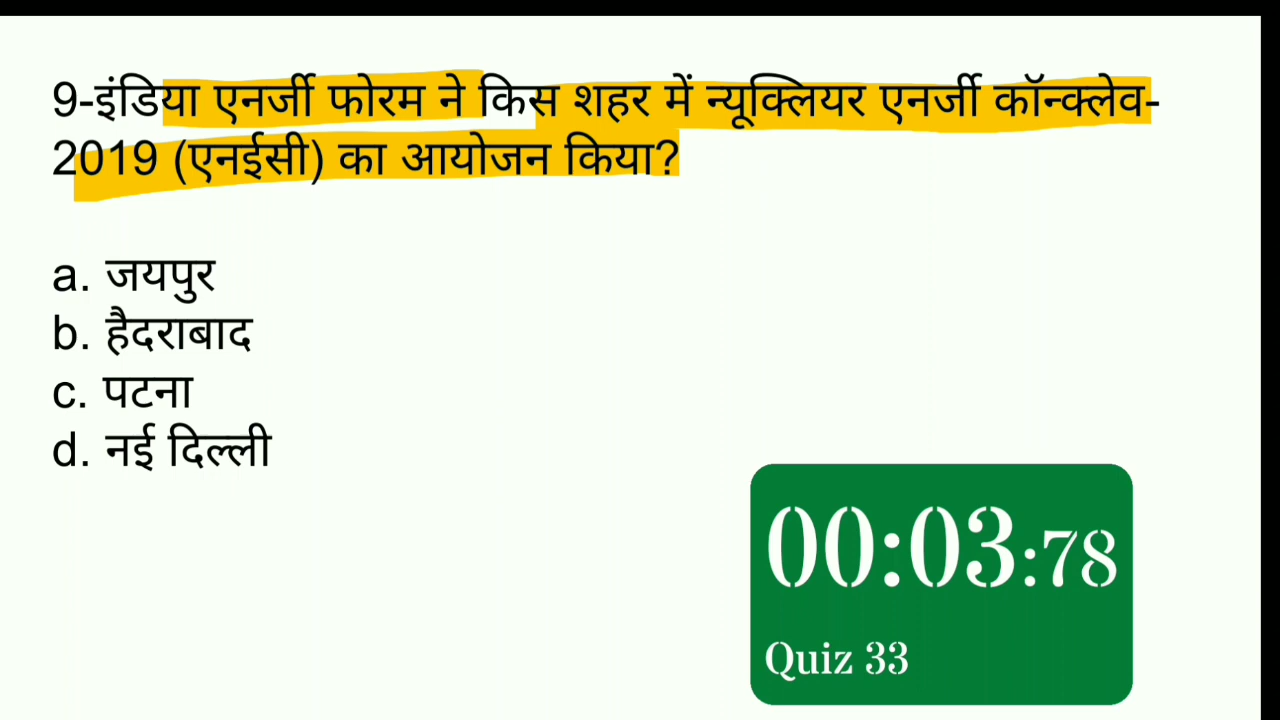 9-इंडिया एनर्जी फोरम ने किस शहर में न्यूक्लियर एनर्जी कॉन्क्लेव-
2019 (एनईसी) का आयोजन किया?
a. जयपुर
b. हैदराबाद
c. पटना
d. नई दिल्ली
00:03:78
Quiz 33